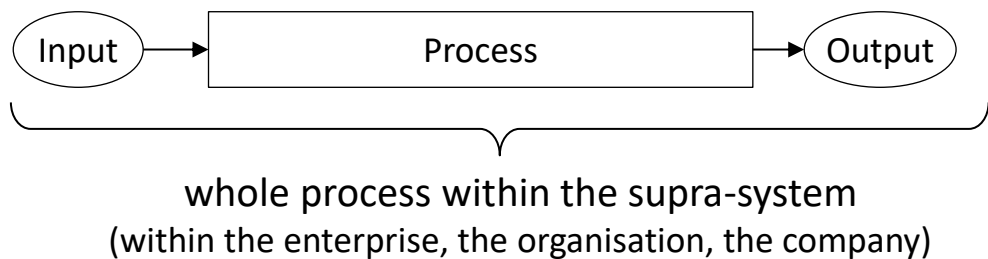 Input
Process
Output
whole process within the supra-system
(within the enterprise, the organisation, the company)